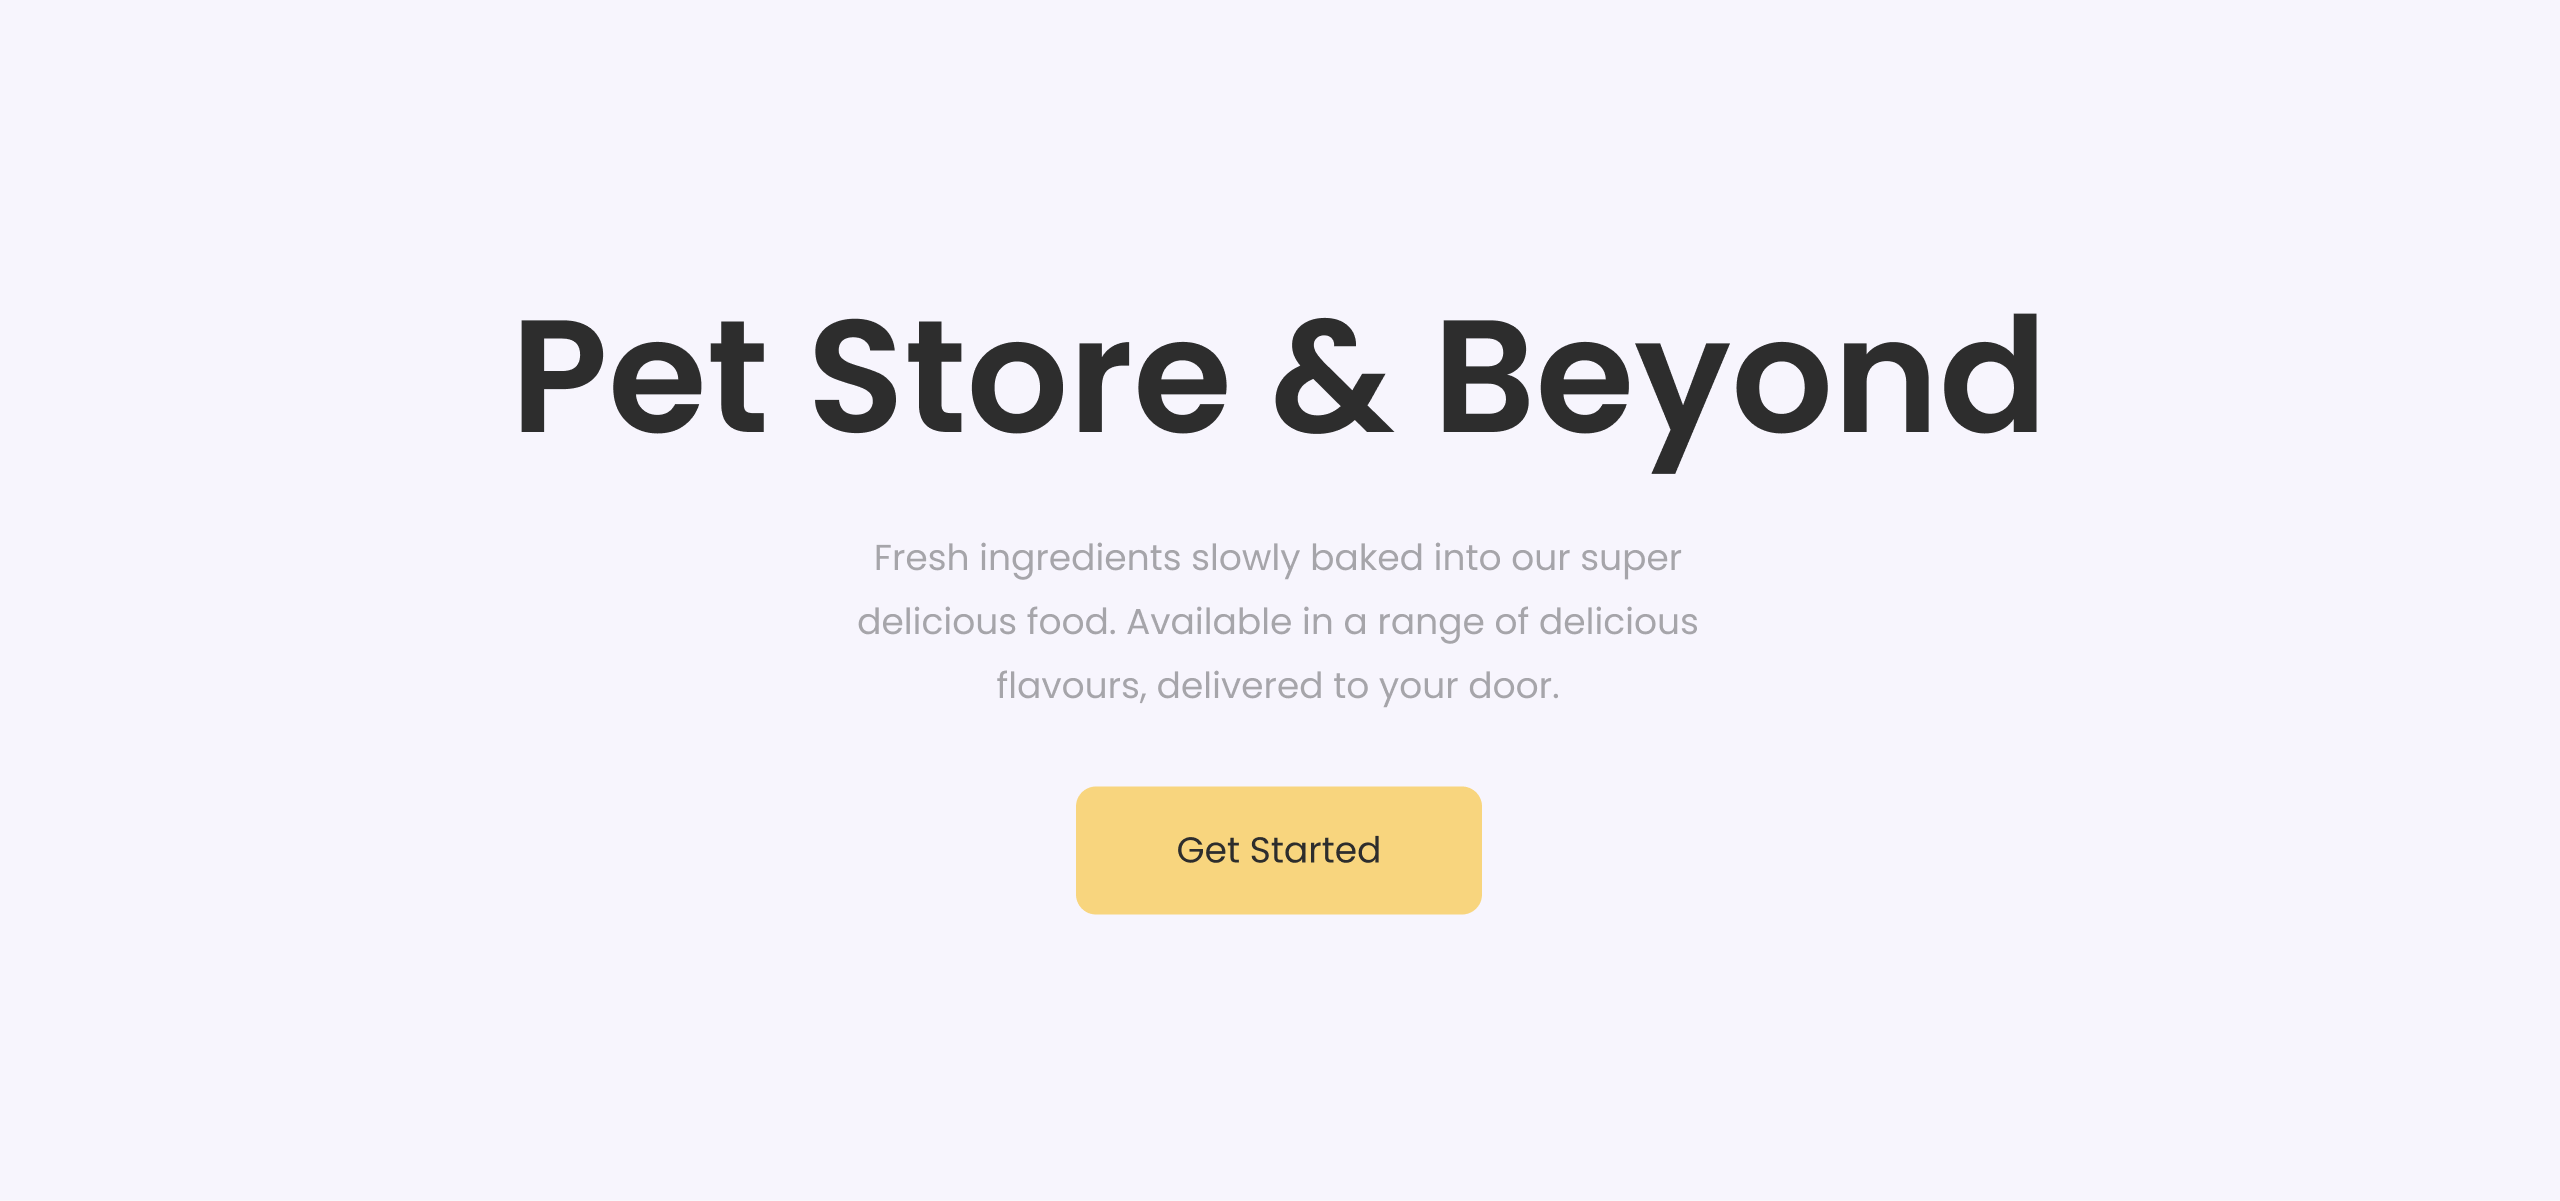 Pet Store & Beyond
Fresh ingredients slowly baked into our super
delicious food. Available in a range of delicious
flavours, delivered to your door.
Get Started